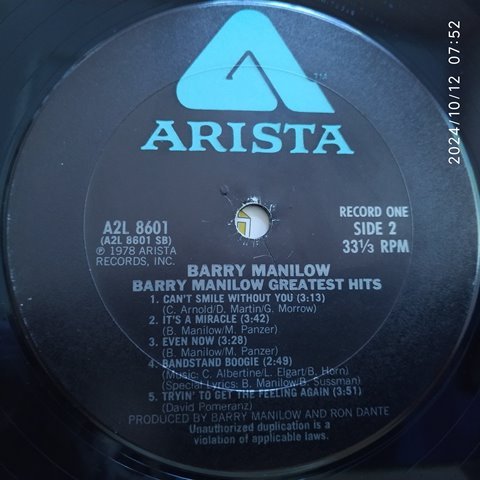 ARISTA
TM
A2L 8601
(A2L 8601 SB)
℗ 1978 ARISTA
RECORDS, INC.
RECORD ONE
SIDE 2
33⅓ RPM
BARRY MANILOW
BARRY MANILOW GREATEST HITS
1. CAN'T SMILE WITHOUT YOU (3:13)
(C. Arnold/D. Martin/G. Morrow)
2. IT'S A MIRACLE (3:42)
(B. Manilow/M. Panzer)
3. EVEN NOW (3:28)
(B. Manilow/M. Panzer)
4. BANDSTAND BOOGIE (2:49)
(Music: C. Albertine/L. Elgart/B. Horn)
(Special Lyrics: B. Manilow/B. Sussman)
5. TRYIN' TO GET THE FEELING AGAIN (3:51)
(David Pomeranz)
PRODUCED BY BARRY MANILOW AND RON DANTE
Unauthorized duplication is a
violation of applicable laws.
2024/10/12 07:52